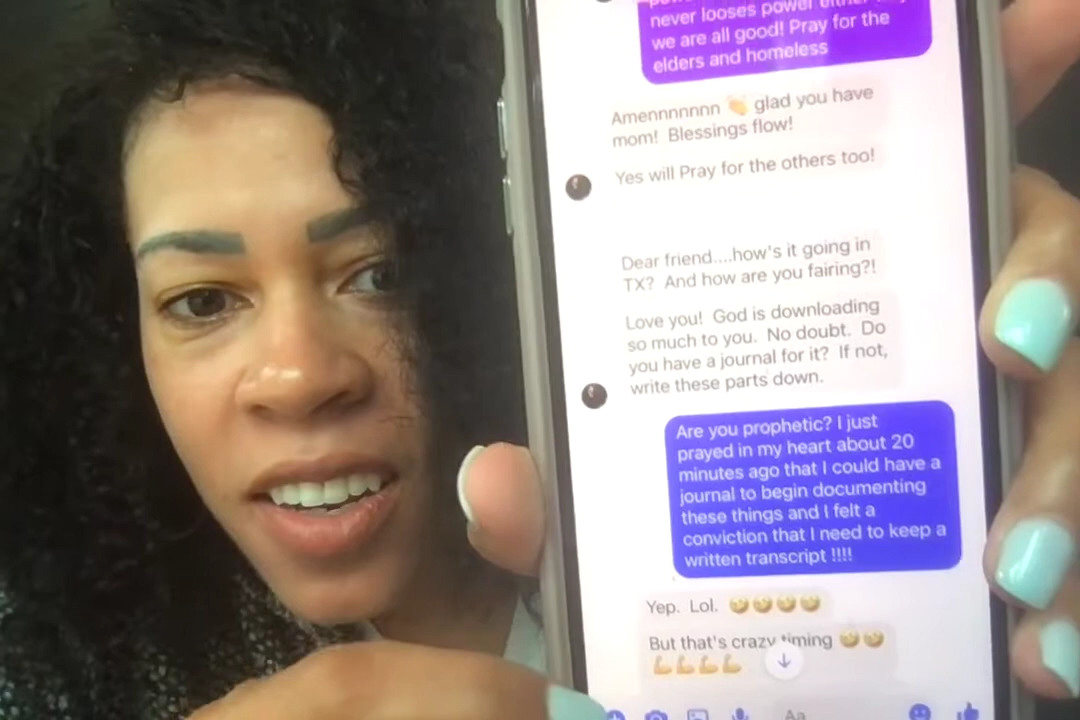 never looses power either
we are all good! Pray for the
elders and homeless
Amennnnnnn 👏 glad you have
mom! Blessings flow!
Yes will Pray for the others too!
Dear friend....how's it going in
TX? And how are you fairing?!
Love you! God is downloading
so much to you. No doubt. Do
you have a journal for it? If not,
write these parts down.
Are you prophetic? I just
prayed in my heart about 20
minutes ago that I could have a
journal to begin documenting
these things and I felt a
conviction that I need to keep a
written transcript !!!!
Yep. Lol. 🤣🤣🤣🤣
But that's crazy timing 🤣🤣
💪💪💪💪
Aa